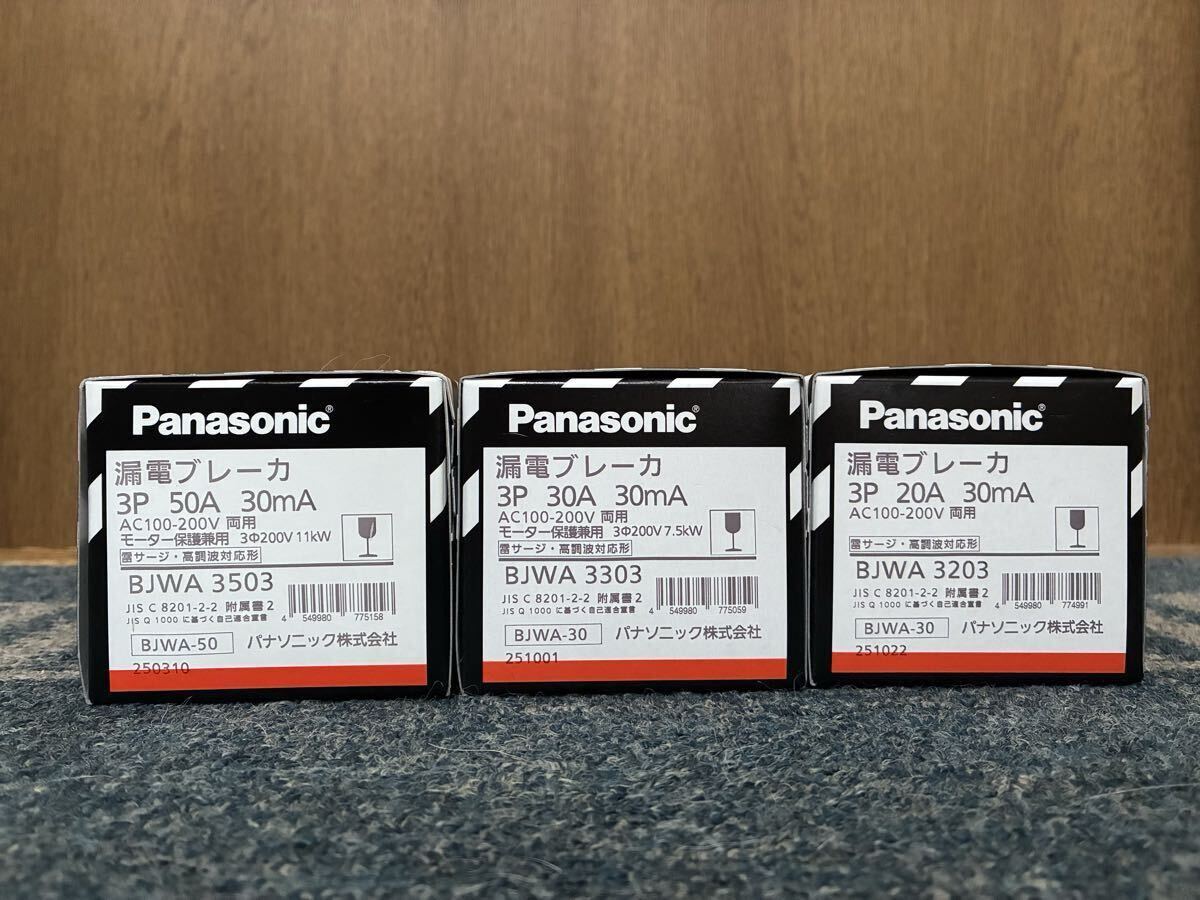 Panasonic®
漏電ブレーカ
3P 50A 30mA
AC100-200V 両用
モーター保護兼用 3Φ200V 11kW
雷サージ・高調波対応形
BJWA 3503
JIS C 8201-2-2 附属書2
JIS Q 1000 に基づく自己適合宣言
4 549980 775158
BJWA-50 パナソニック株式会社
250310
Panasonic®
漏電ブレーカ
3P 30A 30mA
AC100-200V 両用
モーター保護兼用 3Φ200V 7.5kW
雷サージ・高調波対応形
BJWA 3303
JIS C 8201-2-2 附属書2
JIS Q 1000 に基づく自己適合宣言
4 549980 775059
BJWA-30 パナソニック株式会社
251001
Panasonic®
漏電ブレーカ
3P 20A 30mA
AC100-200V 両用
雷サージ・高調波対応形
BJWA 3203
JIS C 8201-2-2 附属書2
JIS Q 1000 に基づく自己適合宣言
4 549980 774991
BJWA-30 パナソニック株式会社
251022